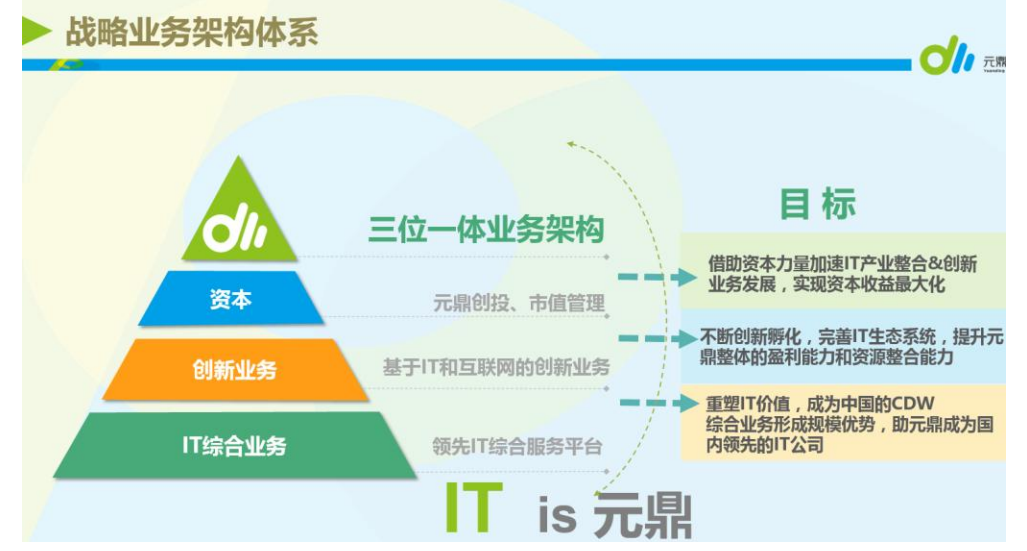 战略业务架构体系
元鼎
三位一体业务架构
资本
元鼎创投、市值管理
创新业务
基于IT和互联网的创新业务
IT综合业务
领先IT综合服务平台
目标
借助资本力量加速IT产业整合&创新
业务发展，实现资本收益最大化
不断创新孵化，完善IT生态系统，提升元
鼎整体的盈利能力和资源整合能力
重塑IT价值，成为中国的CDW
综合业务形成规模优势，助元鼎成为国
内领先的IT公司
IT is 元鼎